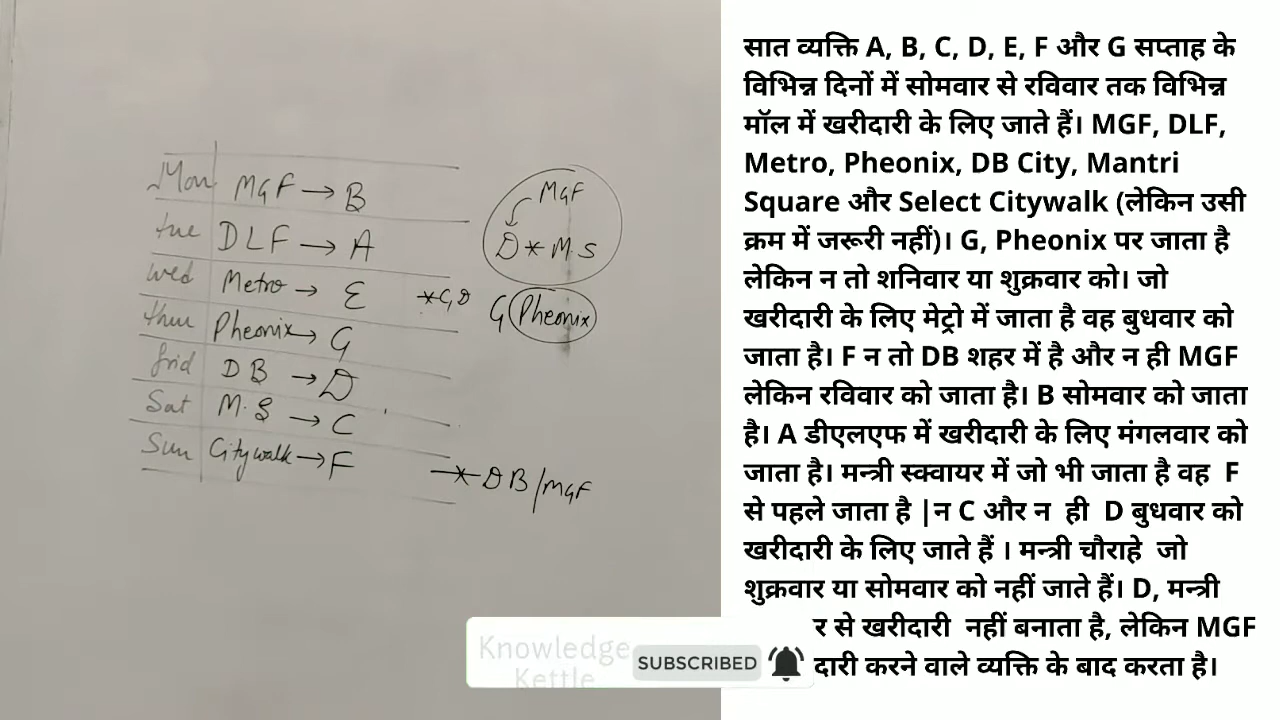 Mon MGF → B
tue DLF → A
wed Metro → E *C, D
thur Pheonix → G
frid DB → D
Sat M.S → C
Sun Citywalk → F * DB/MGF
MGF
D * M.S
G Pheonix
सात व्यक्ति A, B, C, D, E, F और G सप्ताह के
विभिन्न दिनों में सोमवार से रविवार तक विभिन्न
मॉल में खरीदारी के लिए जाते हैं। MGF, DLF,
Metro, Pheonix, DB City, Mantri
Square और Select Citywalk (लेकिन उसी
क्रम में जरूरी नहीं)। G, Pheonix पर जाता है
लेकिन न तो शनिवार या शुक्रवार को। जो
खरीदारी के लिए मेट्रो में जाता है वह बुधवार को
जाता है। F न तो DB शहर में है और न ही MGF
लेकिन रविवार को जाता है। B सोमवार को जाता
है। A डीएलएफ में खरीदारी के लिए मंगलवार को
जाता है। मन्त्री स्क्वायर में जो भी जाता है वह F
से पहले जाता है |न C और न ही D बुधवार को
खरीदारी के लिए जाते हैं । मन्त्री चौराहे जो
शुक्रवार या सोमवार को नहीं जाते हैं। D, मन्त्री
र से खरीदारी नहीं बनाता है, लेकिन MGF
दारी करने वाले व्यक्ति के बाद करता है।
Knowledge
Kettle
SUBSCRIBED